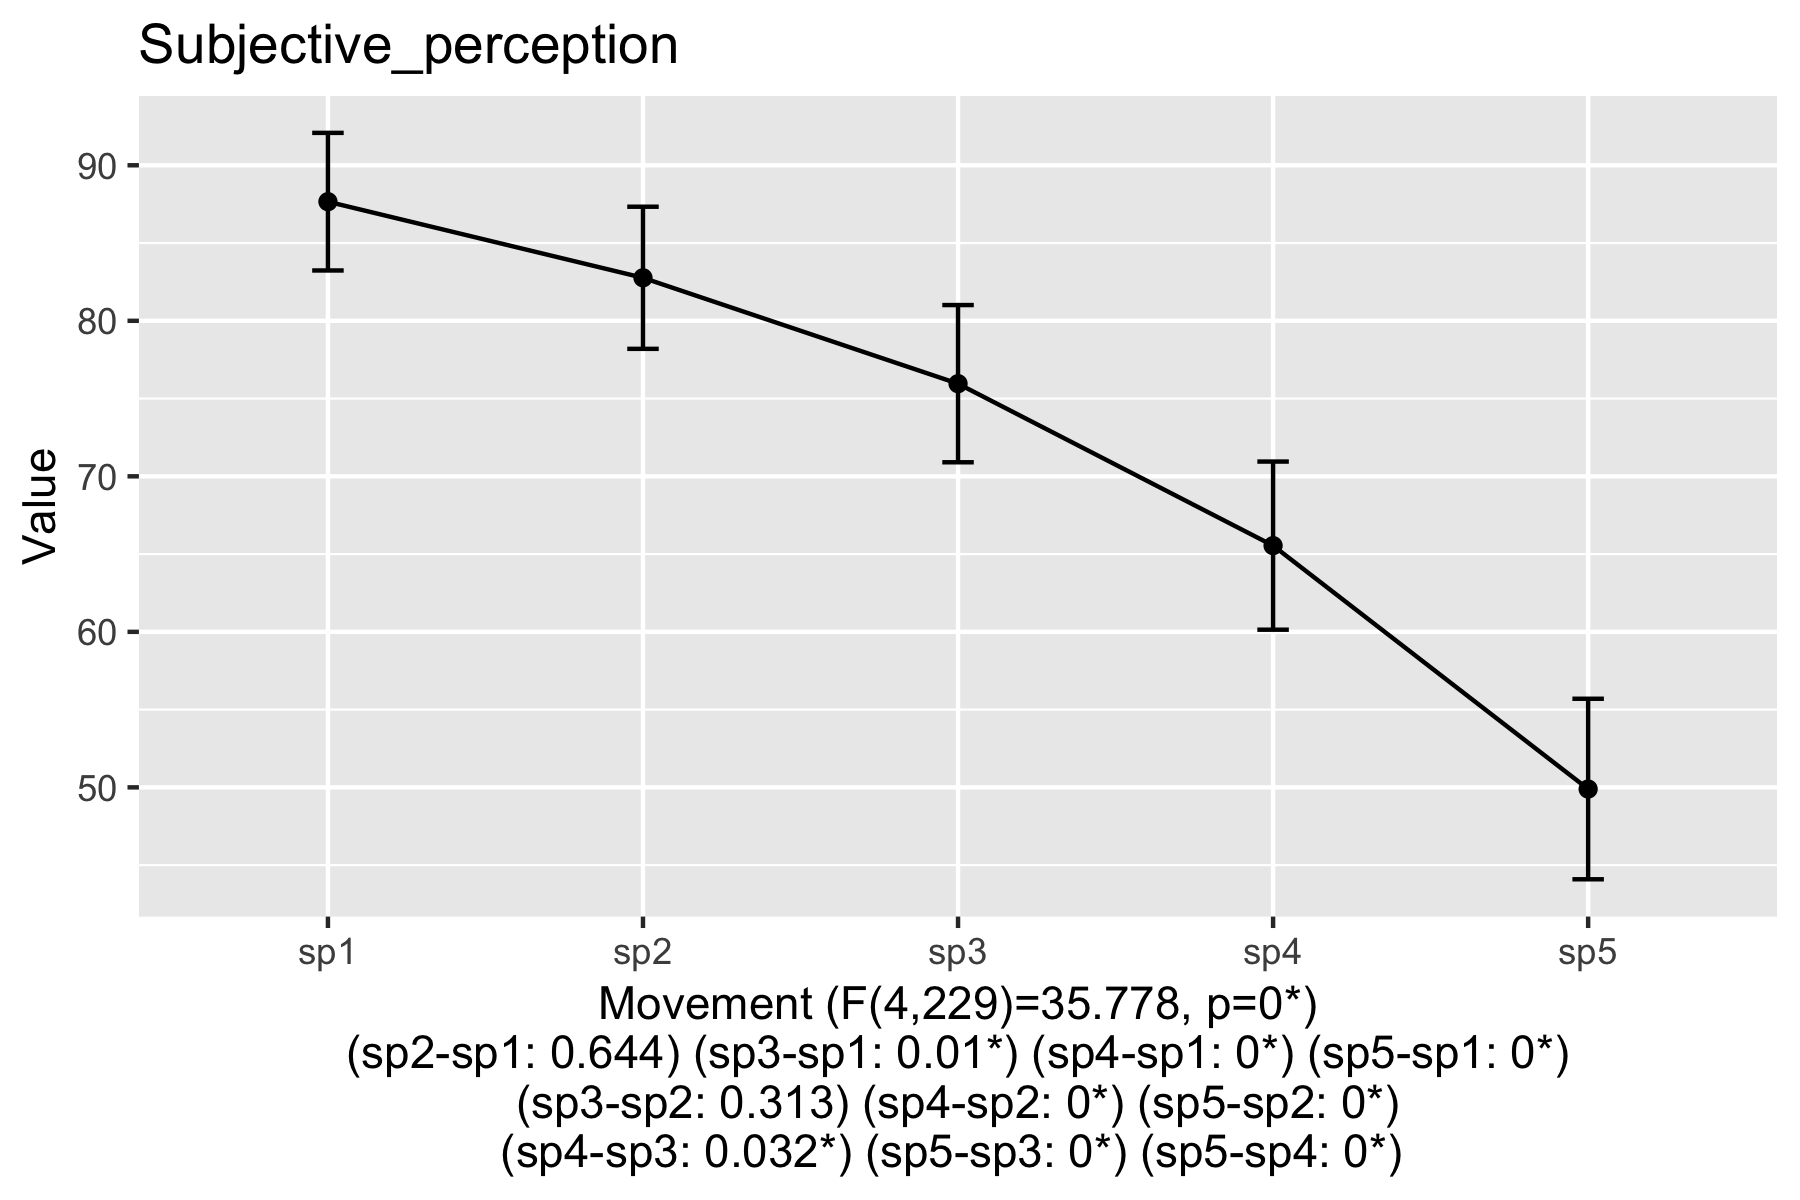 Subjective_perception
Value
90
80
70
60
50
sp1 sp2 sp3 sp4 sp5
Movement (F(4,229)=35.778, p=0*)
(sp2-sp1: 0.644) (sp3-sp1: 0.01*) (sp4-sp1: 0*) (sp5-sp1: 0*)
(sp3-sp2: 0.313) (sp4-sp2: 0*) (sp5-sp2: 0*)
(sp4-sp3: 0.032*) (sp5-sp3: 0*) (sp5-sp4: 0*)